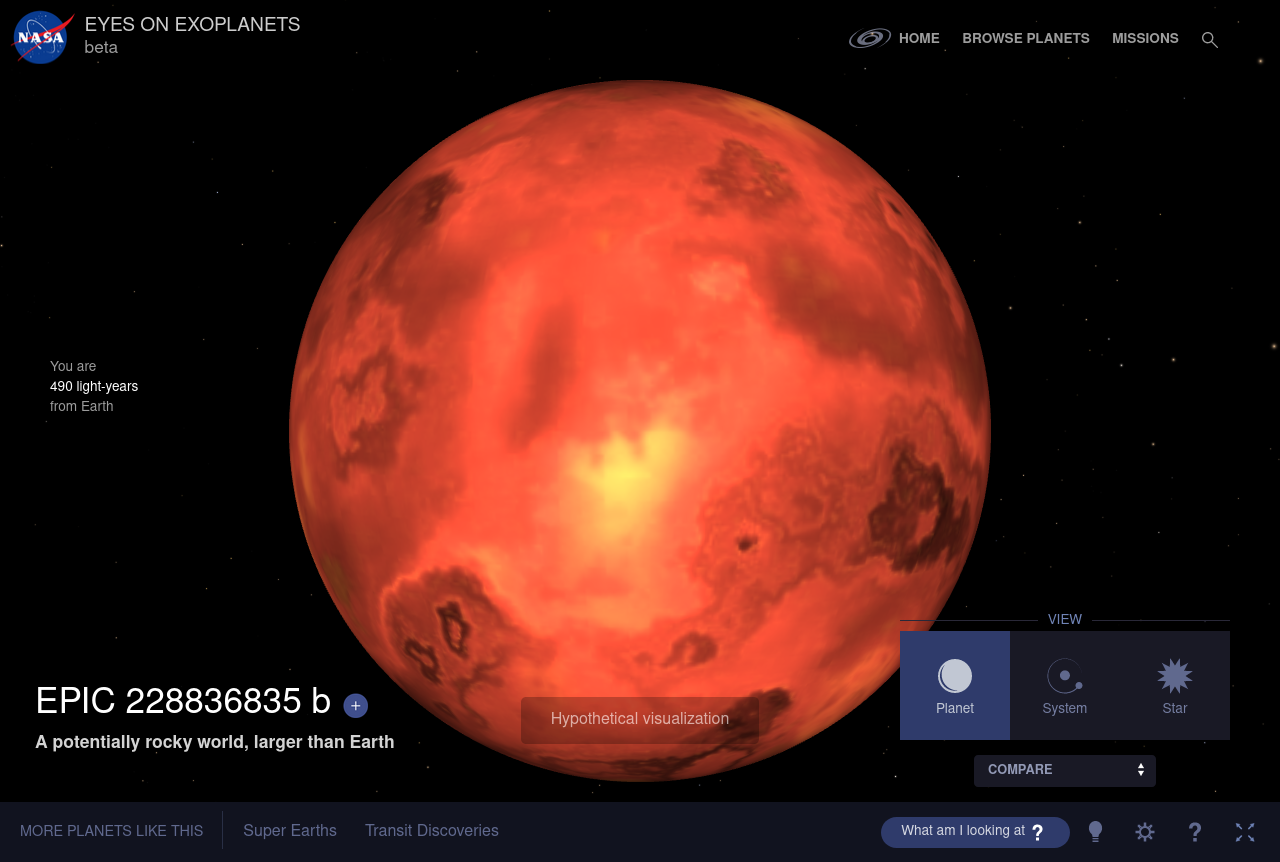 NASA
EYES ON EXOPLANETS
beta
HOME
BROWSE PLANETS
MISSIONS
You are
490 light-years
from Earth
VIEW
Planet
System
Star
EPIC 228836835 b +
A potentially rocky world, larger than Earth
Hypothetical visualization
COMPARE
MORE PLANETS LIKE THIS
Super Earths
Transit Discoveries
What am I looking at ?
?